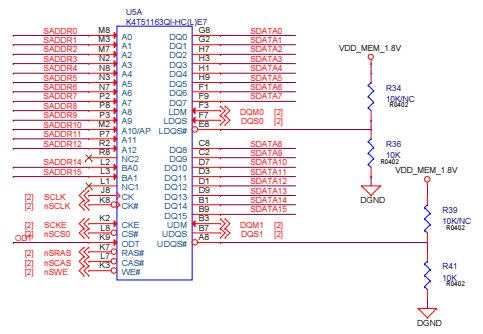 U5A
K4T51163QI-HC(L)E7
SADDR0 M8 A0 DQ0 G8 SDATA0
SADDR1 M3 A1 DQ1 G2 SDATA1
SADDR2 M7 A2 DQ2 H7 SDATA2
SADDR3 N2 A3 DQ3 H3 SDATA3
SADDR4 N8 A4 DQ4 H1 SDATA4
SADDR5 N3 A5 DQ5 H9 SDATA5
SADDR6 N7 A6 DQ6 F1 SDATA6
SADDR7 P2 A7 DQ7 F9 SDATA7
SADDR8 P8 A8 LDM F3 DQM0 [2]
SADDR9 P3 A9 LDQS F7 DQS0 [2]
SADDR10 M2 A10/AP LDQS# E8
SADDR11 P7 A11
SADDR12 R2 A12 DQ8 C8 SDATA8
R8 NC2 DQ9 C2 SDATA9
SADDR14 L2 BA0 DQ10 D7 SDATA10
SADDR15 L3 BA1 DQ11 D3 SDATA11
L1 NC1 DQ12 D1 SDATA12
[2] SCLK J8 CK DQ13 D9 SDATA13
[2] nSCLK K8 CK# DQ14 B1 SDATA14
DQ15 B9 SDATA15
[2] SCKE K2 CKE UDM B3 DQM1 [2]
[2] nSCS0 L8 CS# UDQS B7 DQS1 [2]
ODT K9 ODT UDQS# A8
[2] nSRAS K7 RAS#
[2] nSCAS L7 CAS#
[2] nSWE K3 WE#
VDD_MEM_1.8V
R34
10K/NC
R0402
R36
10K
R0402
DGND
VDD_MEM_1.8V
R39
10K/NC
R0402
R41
10K
R0402
DGND